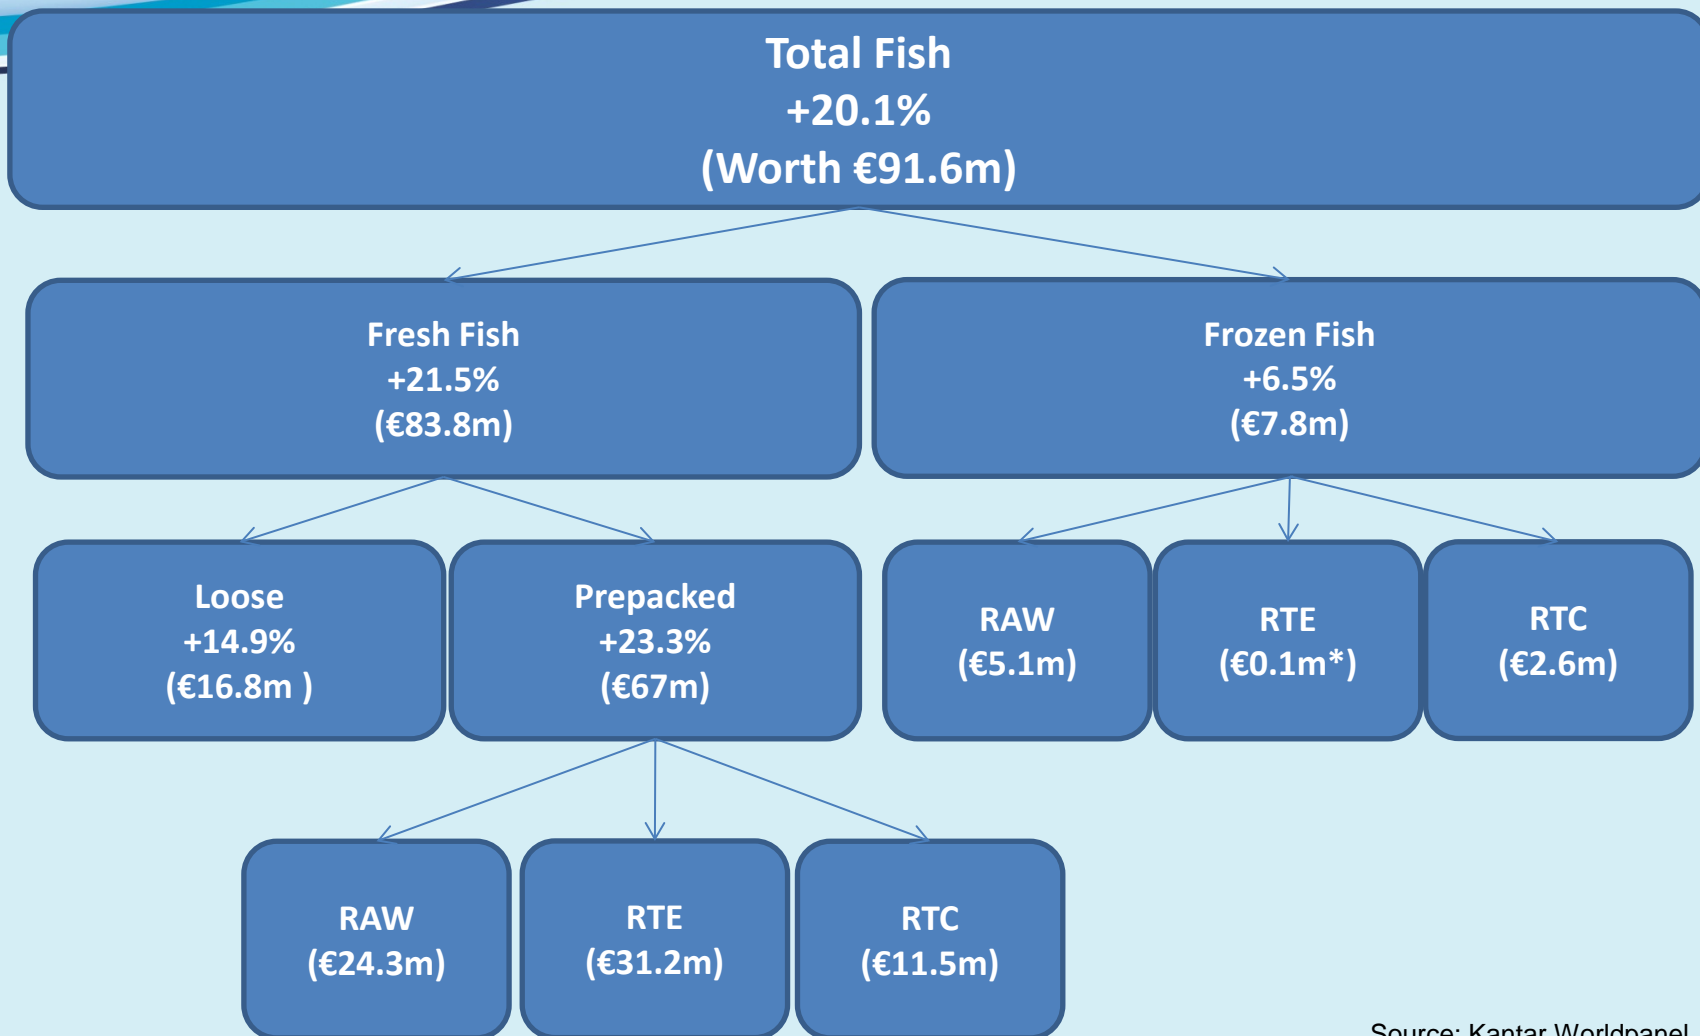 Total Fish
+20.1%
(Worth €91.6m)
Fresh Fish
+21.5%
(€83.8m)
Frozen Fish
+6.5%
(€7.8m)
Loose
+14.9%
(€16.8m )
Prepacked
+23.3%
(€67m)
RAW
(€5.1m)
RTE
(€0.1m*)
RTC
(€2.6m)
RAW
(€24.3m)
RTE
(€31.2m)
RTC
(€11.5m)
Source: Kantar Worldpanel